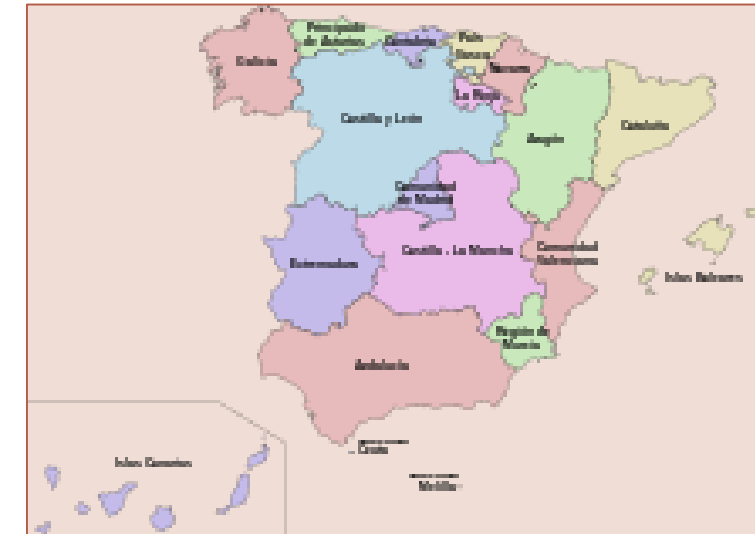 Principado
de Asturias
Cantabria
País
Vasco
Galicia
Navarra
La Rioja
Castilla y León
Cataluña
Aragón
Comunidad
de Madrid
Castilla - La Mancha
Comunidad
Valenciana
Extremadura
Islas Baleares
Región de
Murcia
Andalucía
Ceuta
Islas Canarias
Melilla